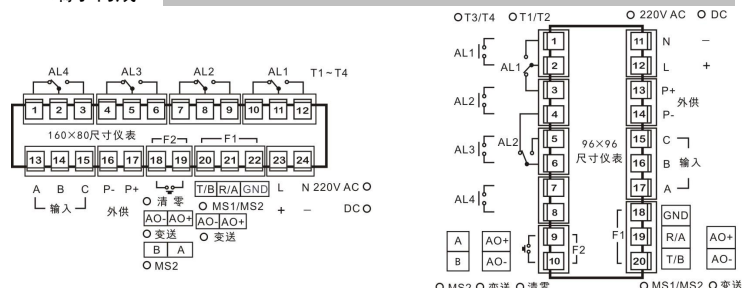 AL4 AL3 AL2 AL1 T1~T4
1 2 3 4 5 6 7 8 9 10 11 12
160×80尺寸仪表 F2 F1
13 14 15 16 17 18 19 20 21 22 23 24
A B C P- P+ T/B R/A GND L N 220V AC
输入 外供 清 零 MS1/MS2 + — DC
AO- AO+ AO- AO+
变送 变送
B A
MS2
T3/T4 T1/T2 220V AC DC
AL1 AL1 1 11 N —
2 12 L +
AL2 3 13 P+
外供
4 14 P-
AL3 AL2 5 96×96 15 C
6 尺寸仪表 16 B 输入
AL4 7 17 A
8 18 GND
A AO+ 9 F2 F1 19 R/A AO+
B AO- 10 20 T/B AO-
MS2 变送 清零 MS1/MS2 变送